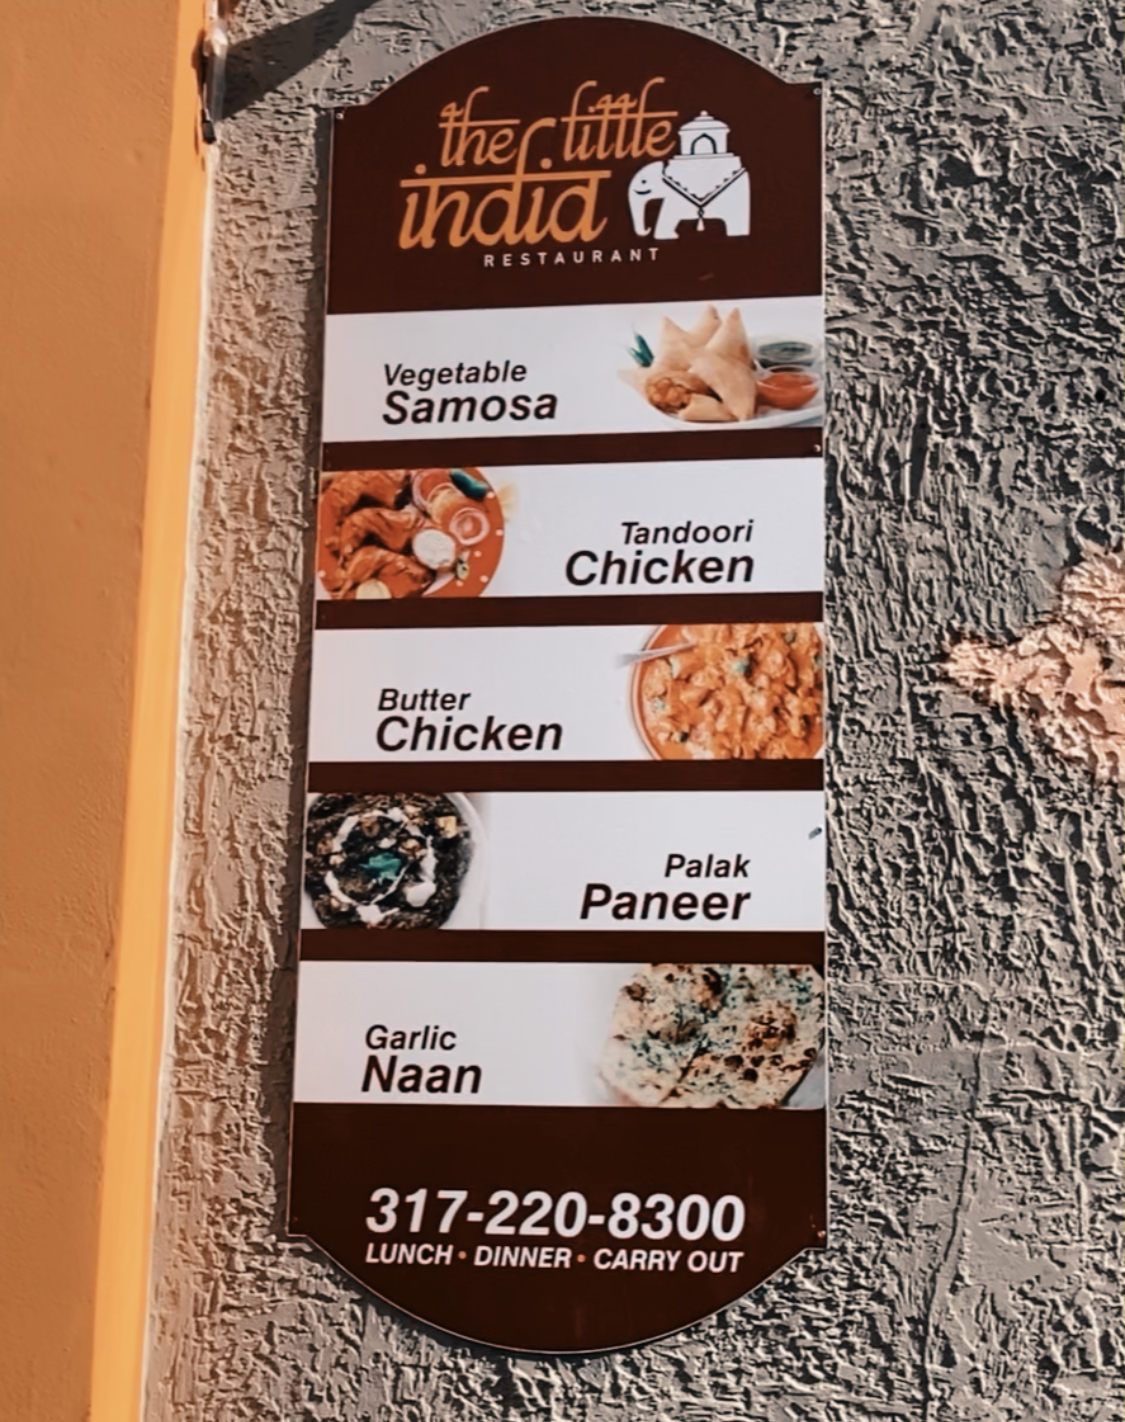 the little
india
RESTAURANT
Vegetable
Samosa
Tandoori
Chicken
Butter
Chicken
Palak
Paneer
Garlic
Naan
317-220-8300
LUNCH • DINNER • CARRY OUT